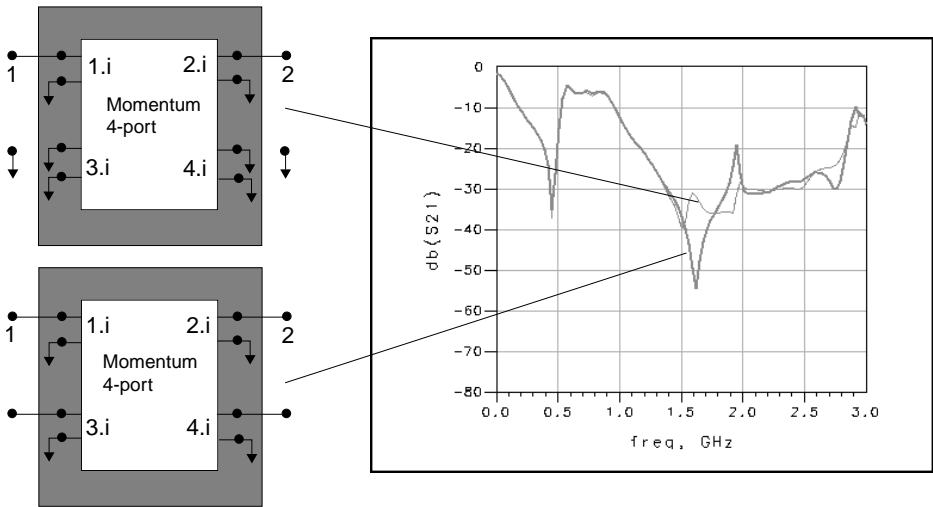 1
1.i
2.i
2
Momentum
4-port
3.i
4.i
1
1.i
2.i
2
Momentum
4-port
3.i
4.i
db(S21)
0
-10
-20
-30
-40
-50
-60
-70
-80
0.0 0.5 1.0 1.5 2.0 2.5 3.0
freq, GHz